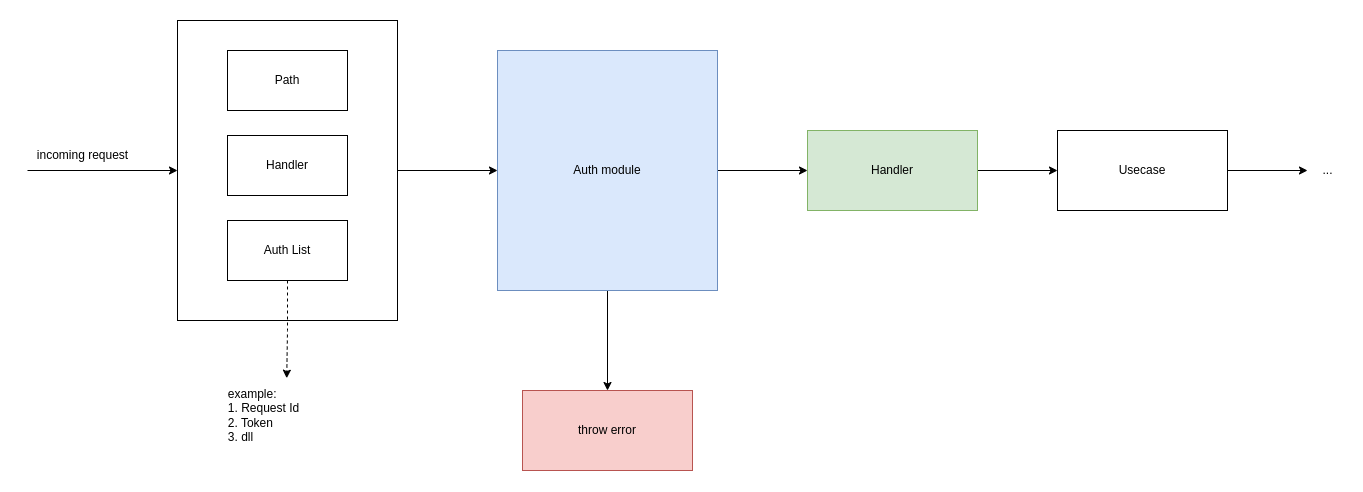 incoming request
Path
Handler
Auth List
example:
1. Request Id
2. Token
3. dll
Auth module
throw error
Handler
Usecase
...